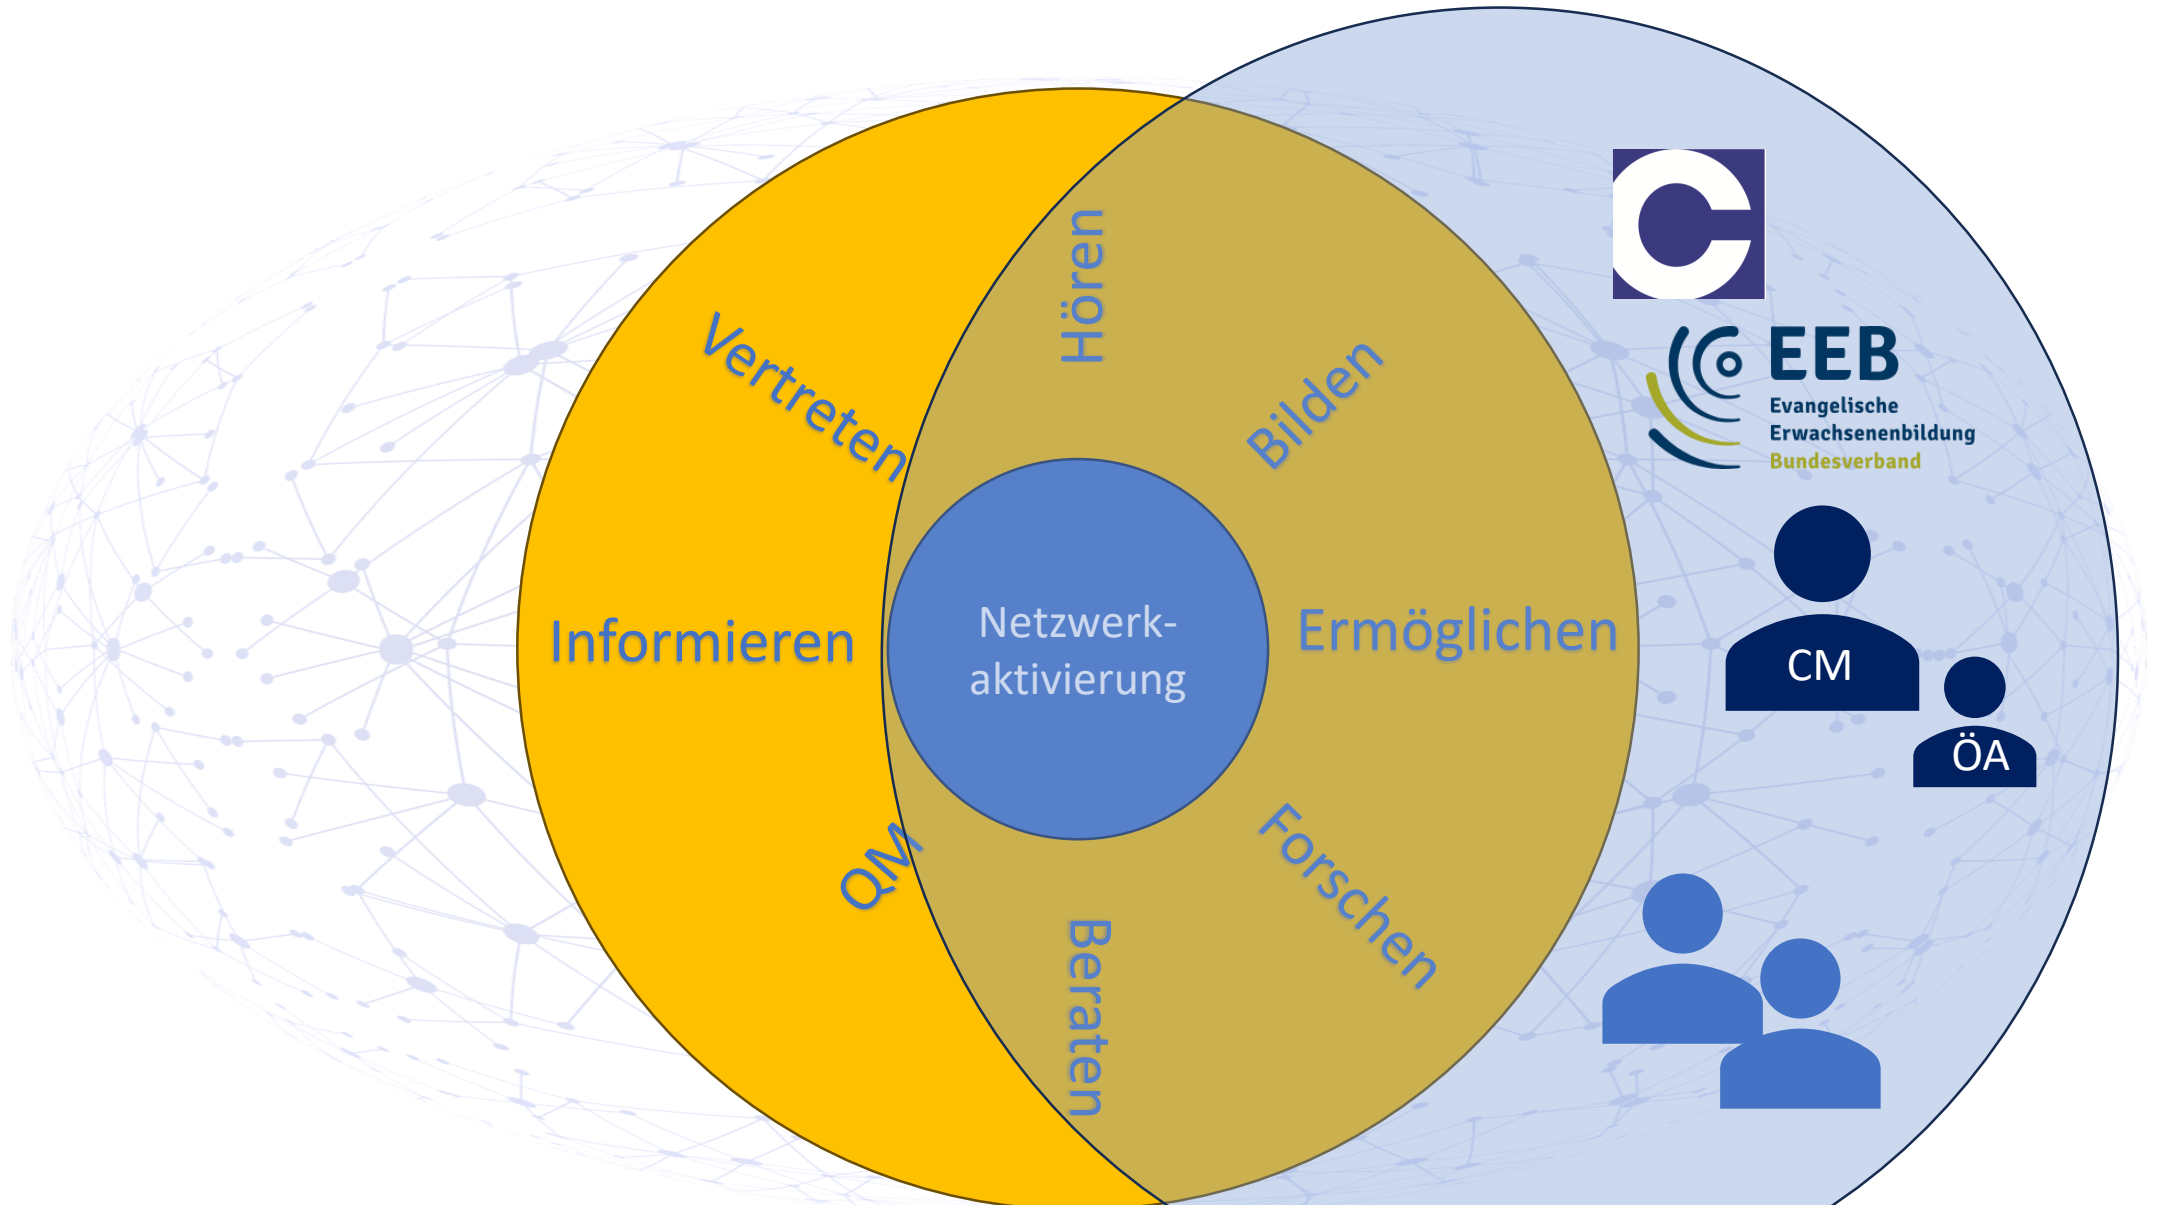 Hören
Vertreten
Bilden
Informieren
Netzwerk-
aktivierung
Ermöglichen
QM
Forschen
Beraten
C
EEB
Evangelische
Erwachsenenbildung
Bundesverband
CM
ÖA